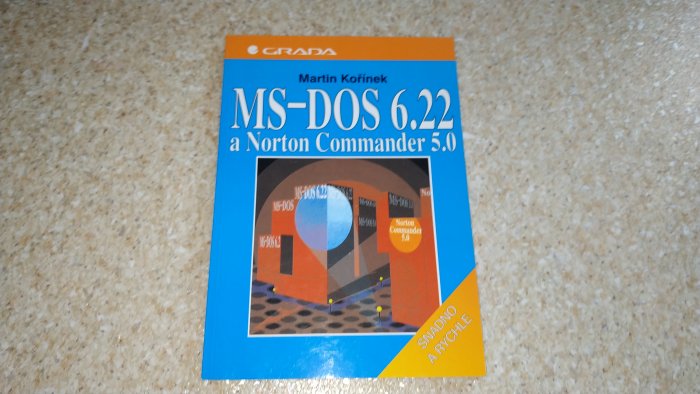 GRADA
Martin Kořínek
MS-DOS 6.22
a Norton Commander 5.0
MS-DOS
MS-DOS 6.22
MS-DOS 6.2
No
Norton
Commander
5.0
SNADNO
A RYCHLE